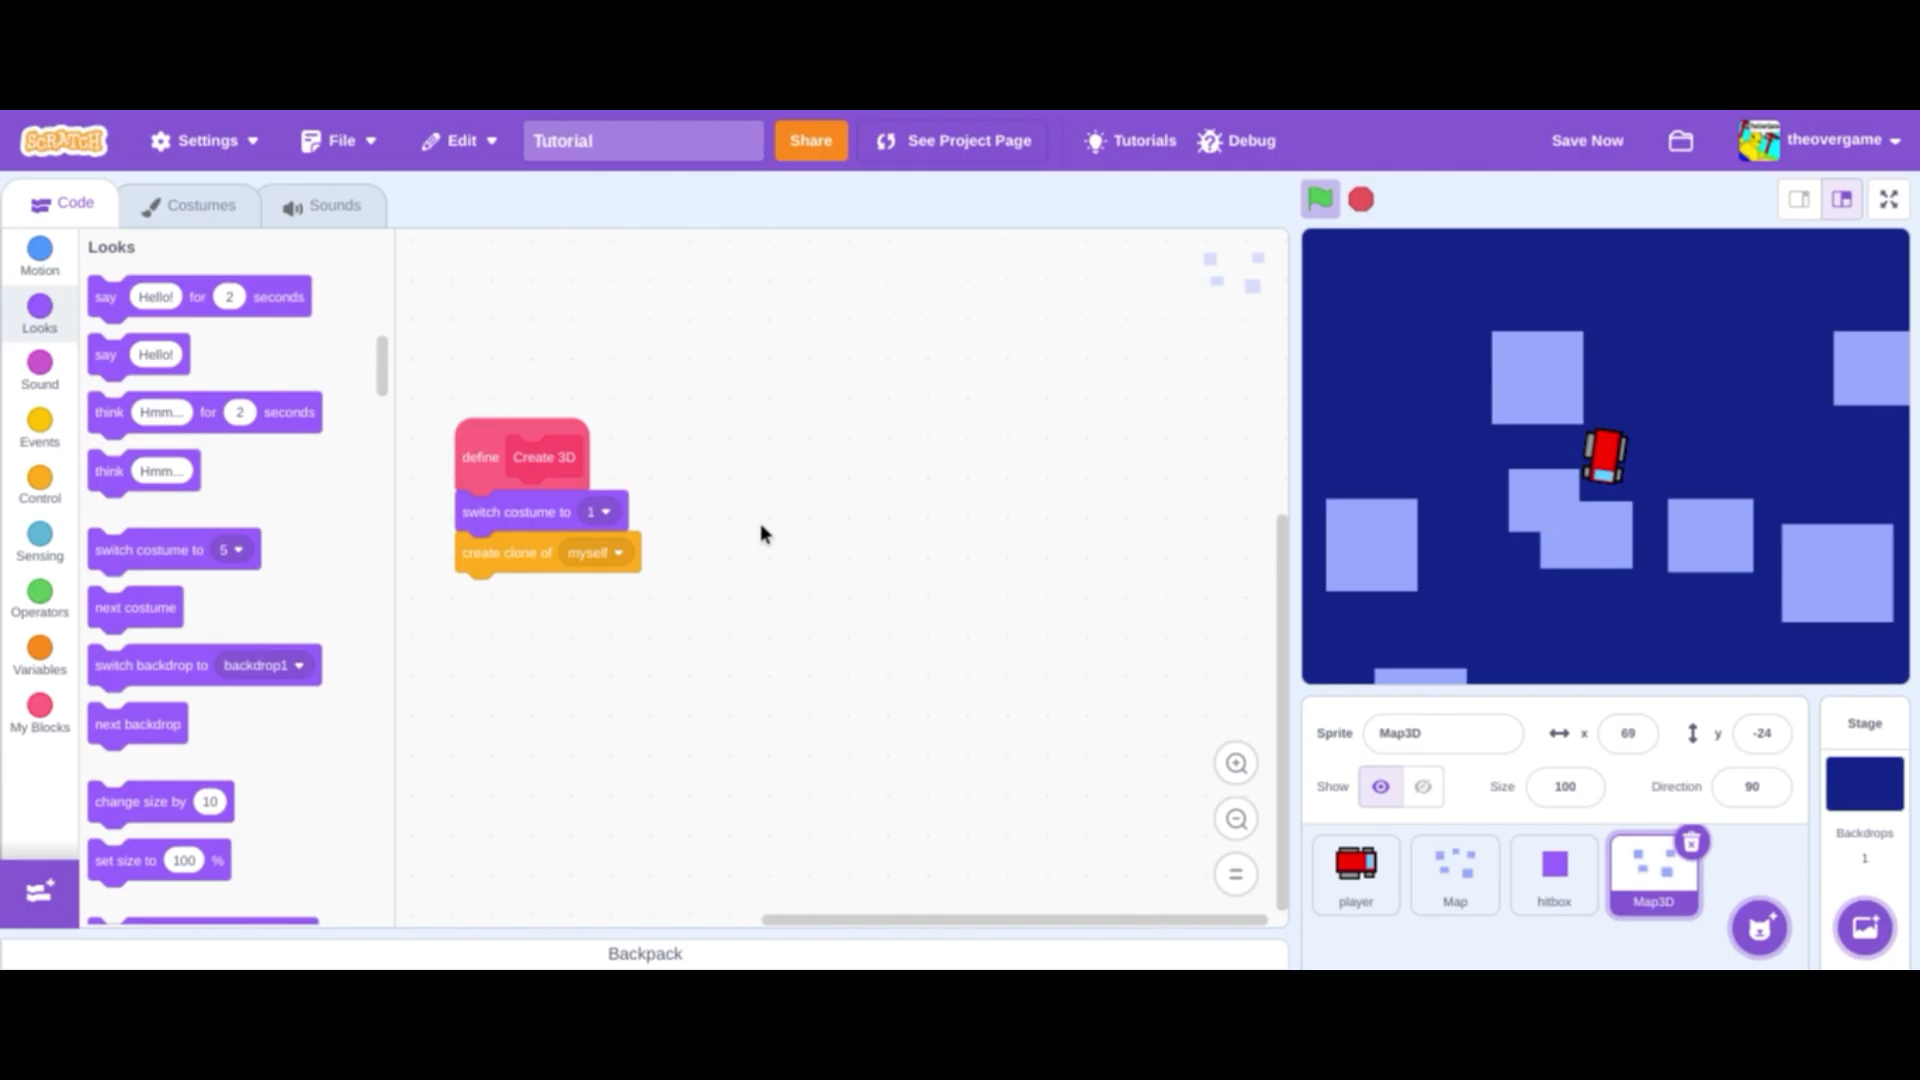 SCRATCH Settings File Edit Tutorial Share See Project Page Tutorials Debug Save Now theovergame
Code Costumes Sounds
Motion
Looks
Sound
Events
Control
Sensing
Operators
Variables
My Blocks
Looks
say Hello! for 2 seconds
say Hello!
think Hmm... for 2 seconds
think Hmm...
switch costume to 5
next costume
switch backdrop to backdrop1
next backdrop
change size by 10
set size to 100 %
define Create 3D
switch costume to 1
create clone of myself
Backpack
Sprite Map3D x 69 y -24
Show Size 100 Direction 90
player Map hitbox Map3D
Stage
Backdrops
1